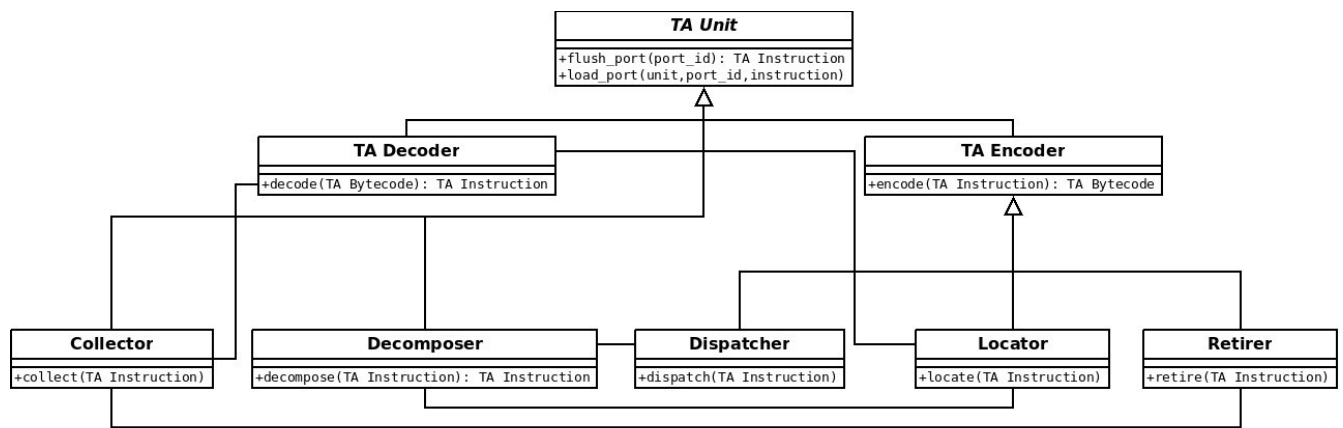 TA Unit
+flush_port(port_id): TA Instruction
+load_port(unit,port_id,instruction)
TA Decoder
+decode(TA Bytecode): TA Instruction
TA Encoder
+encode(TA Instruction): TA Bytecode
Collector
+collect(TA Instruction)
Decomposer
+decompose(TA Instruction): TA Instruction
Dispatcher
+dispatch(TA Instruction)
Locator
+locate(TA Instruction)
Retirer
+retire(TA Instruction)